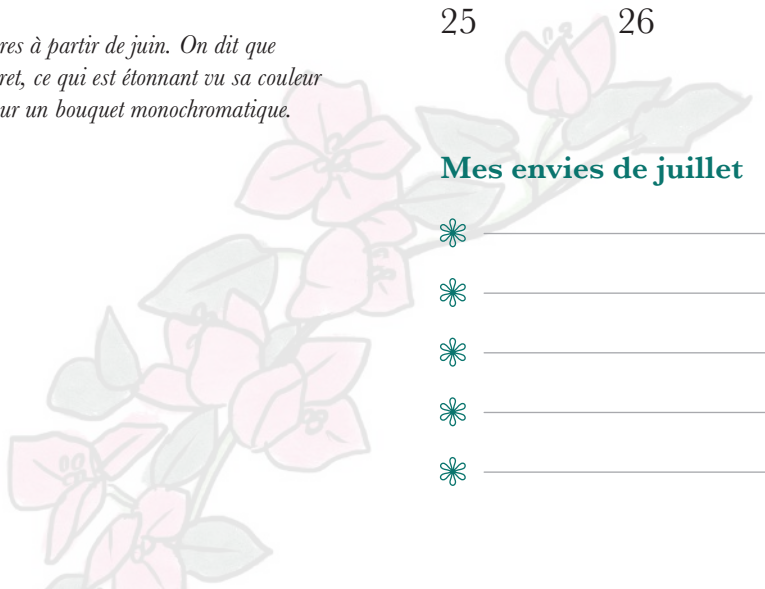 res à partir de juin. On dit que
ret, ce qui est étonnant vu sa couleur
ur un bouquet monochromatique.
25 26
Mes envies de juillet